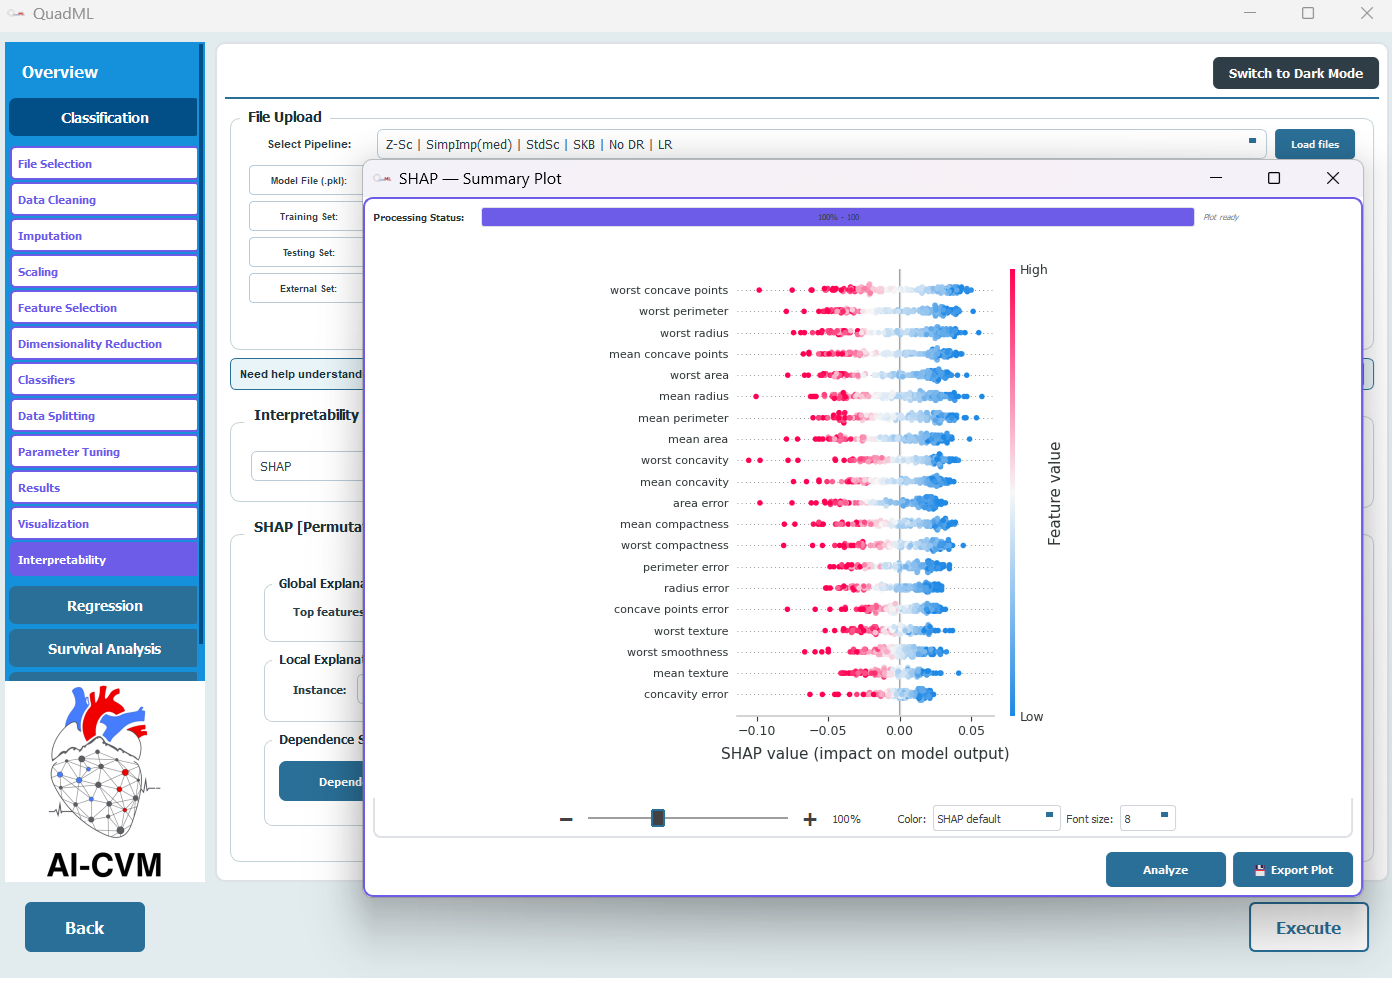 QuadML
Overview
Classification
File Selection
Data Cleaning
Imputation
Scaling
Feature Selection
Dimensionality Reduction
Classifiers
Data Splitting
Parameter Tuning
Results
Visualization
Interpretability
Regression
Survival Analysis
AI-CVM
Back
Switch to Dark Mode
File Upload
Select Pipeline:
Z-Sc | SimpImp(med) | StdSc | SKB | No DR | LR
Load files
Model File (.pkl):
Training Set:
Testing Set:
External Set:
Need help understand
Interpretability
SHAP
SHAP [Permuta
Global Explana
Top features
Local Explanat
Instance:
Dependence S
Depend
SHAP — Summary Plot
Processing Status:
100% - 100
Plot ready
worst concave points
worst perimeter
worst radius
mean concave points
worst area
mean radius
mean perimeter
mean area
worst concavity
mean concavity
area error
mean compactness
worst compactness
perimeter error
radius error
concave points error
worst texture
worst smoothness
mean texture
concavity error
−0.10 −0.05 0.00 0.05
SHAP value (impact on model output)
High
Feature value
Low
− + 100% Color: SHAP default Font size: 8
Analyze
Export Plot
Execute